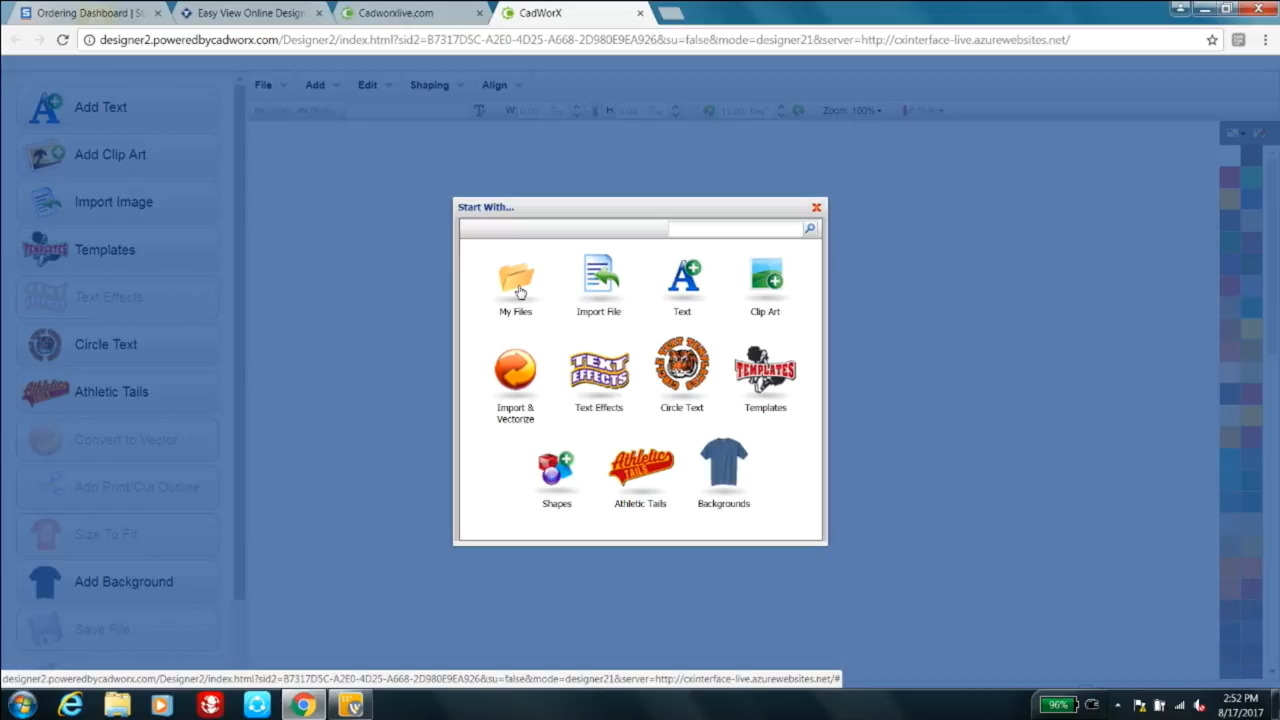 Ordering Dashboard | St
Easy View Online Design
Cadworxlive.com
CadWorX
designer2.poweredbycadworx.com/Designer2/index.html?sid2=B7317D5C-A2E0-4D25-A668-2D980E9EA926&su=false&mode=designer21&server=http://cxinterface-live.azurewebsites.net/
File Add Edit Shaping Align
W: 0.00 H: 0.00 Zoom: 100%
Add Text
Add Clip Art
Import Image
TEMPLATES Templates
Text Effects
Circle Text
Athletic Tails
Convert to Vector
Add Print/Cut Outline
Size To Fit
Add Background
Save File
Start With...
My Files Import File Text Clip Art
TEXT EFFECTS
TEMPLATES
Import & Vectorize
Text Effects Circle Text Templates
Athletic TAILS
Shapes Athletic Tails Backgrounds
designer2.poweredbycadworx.com/Designer2/index.html?sid2=B7317D5C-A2E0-4D25-A668-2D980E9EA926&su=false&mode=designer21&server=http://cxinterface-live.azurewebsites.net/#
96%
2:52 PM
8/17/2017